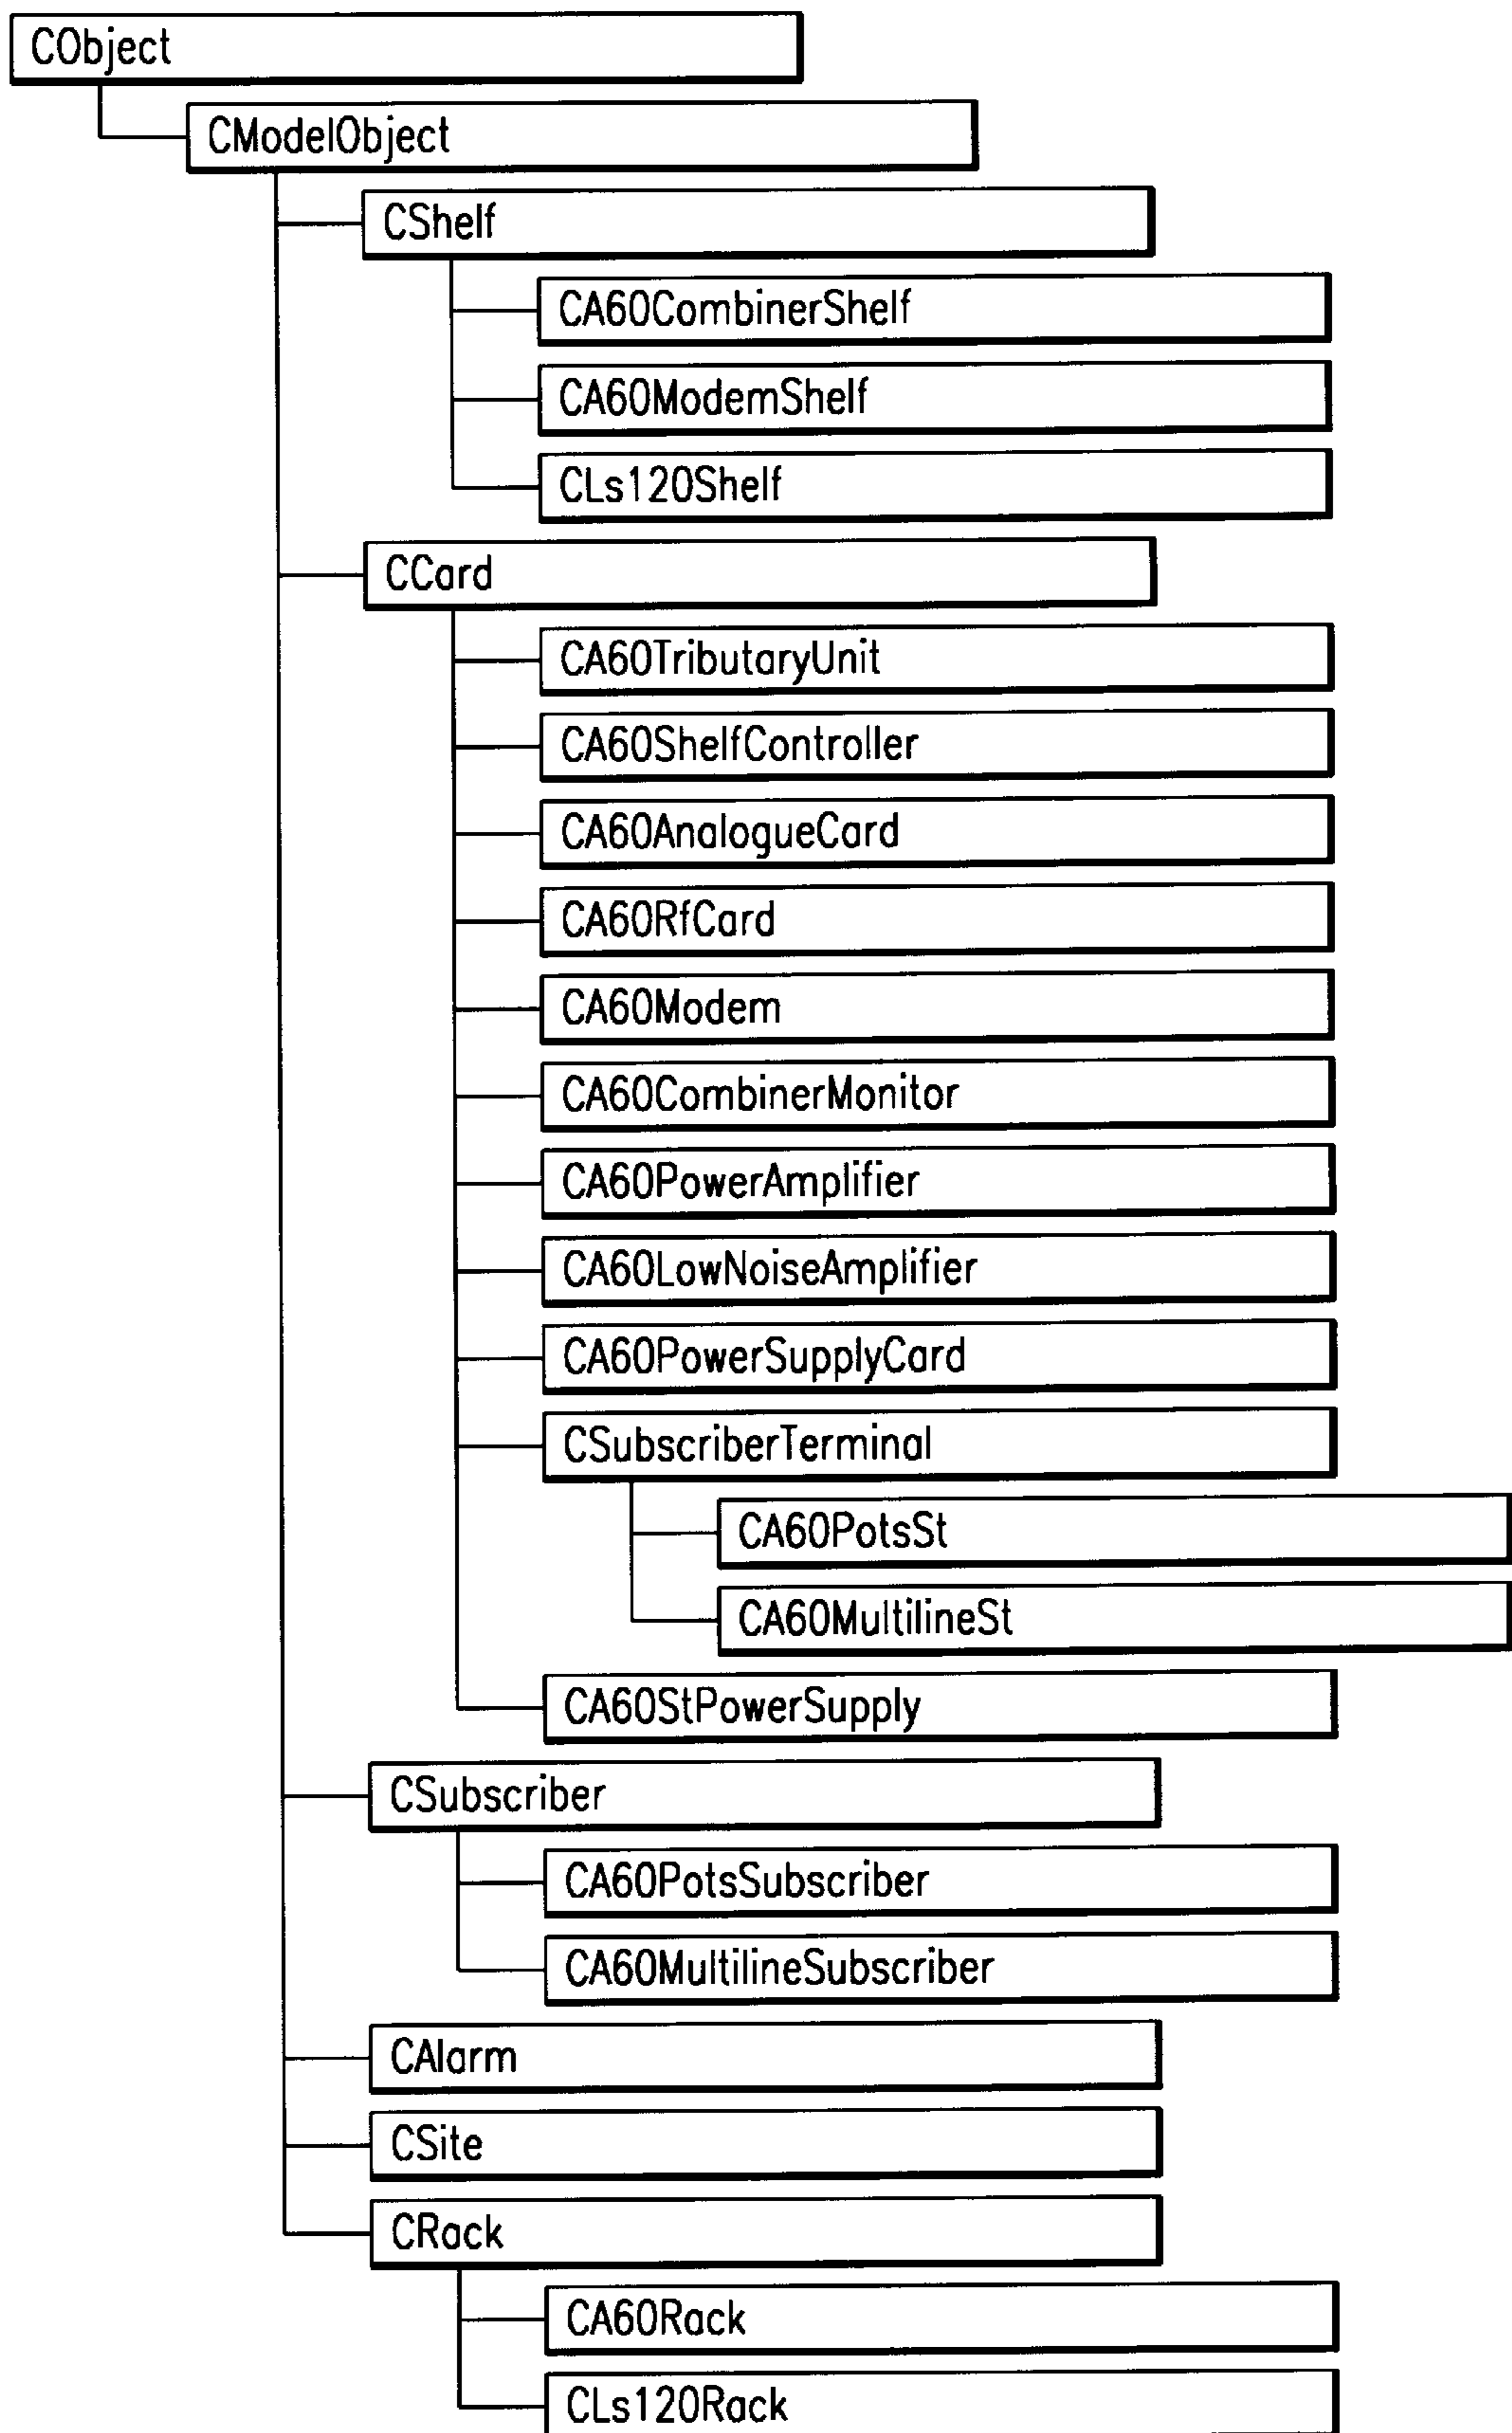 CObject
CModelObject
CShelf
CA60CombinerShelf
CA60ModemShelf
CLs120Shelf
CCard
CA60TributaryUnit
CA60ShelfController
CA60AnalogueCard
CA60RfCard
CA60Modem
CA60CombinerMonitor
CA60PowerAmplifier
CA60LowNoiseAmplifier
CA60PowerSupplyCard
CSubscriberTerminal
CA60PotsSt
CA60MultilineSt
CA60StPowerSupply
CSubscriber
CA60PotsSubscriber
CA60MultilineSubscriber
CAlarm
CSite
CRack
CA60Rack
CLs120Rack